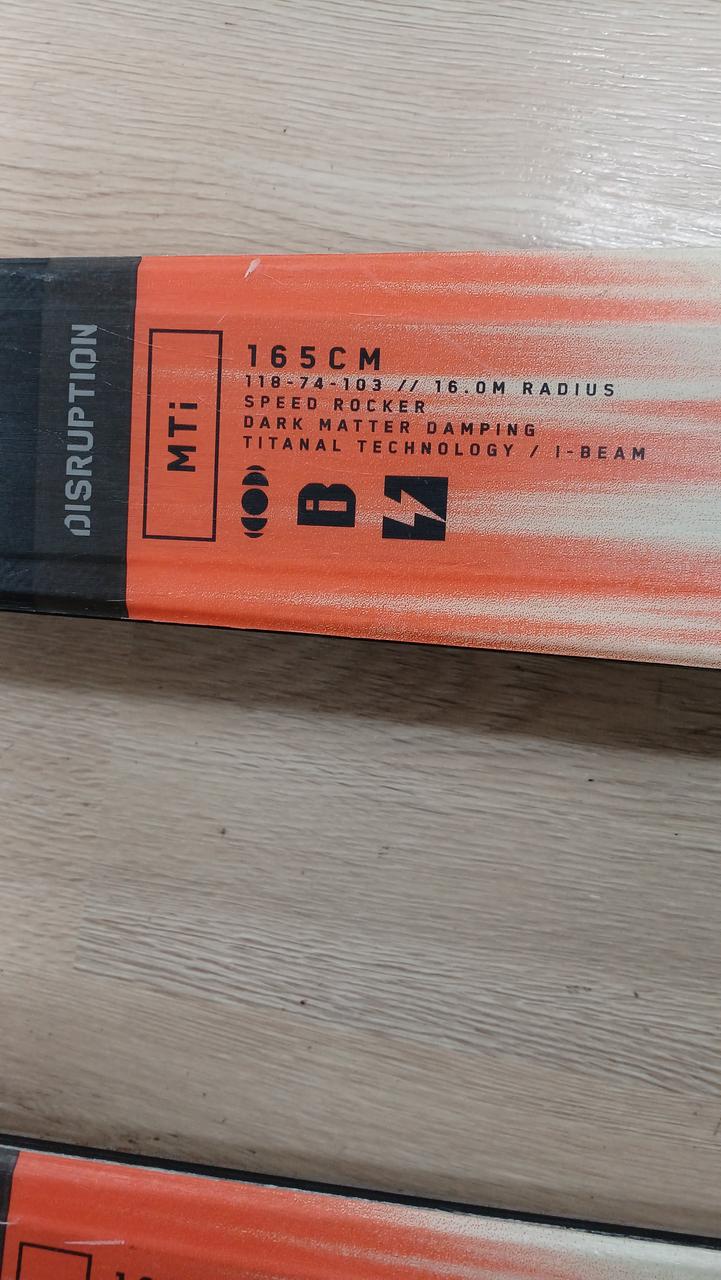 DISRUPTION
MTi
165CM
118-74-103 // 16.0M RADIUS
SPEED ROCKER
DARK MATTER DAMPING
TITANAL TECHNOLOGY / I-BEAM